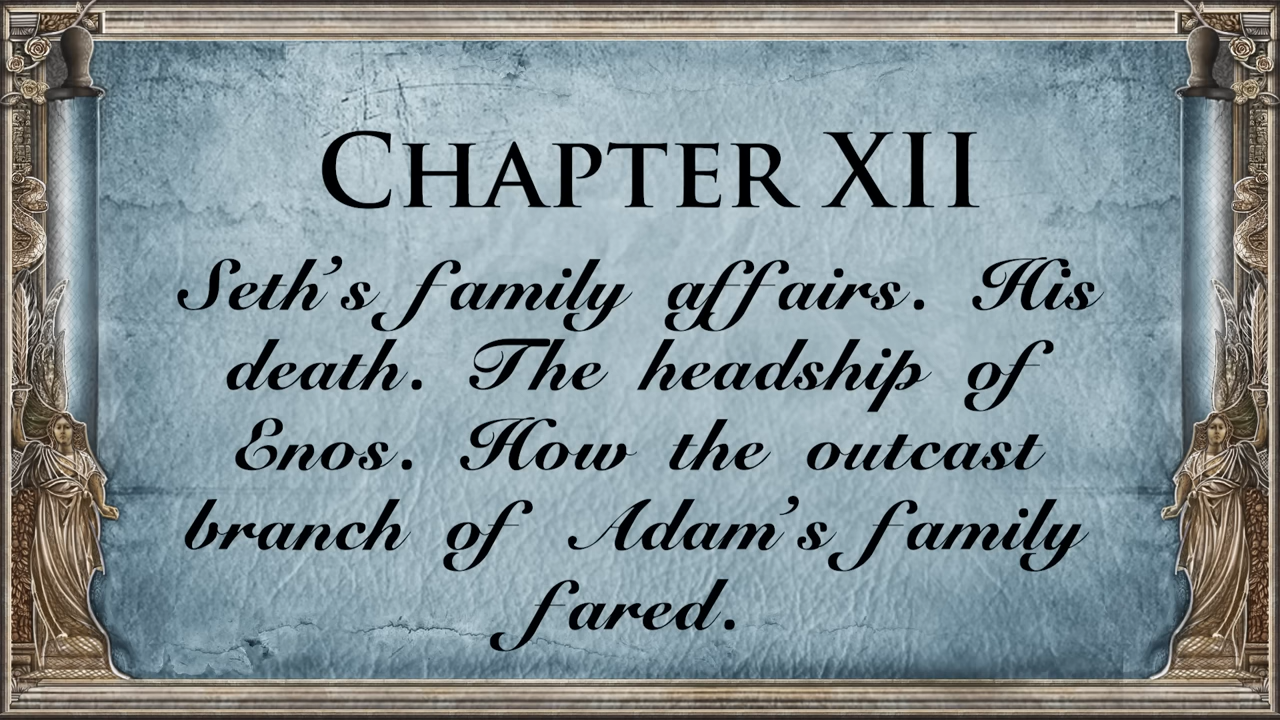 CHAPTER XII
Seth's family affairs. His
death. The headship of
Enos. How the outcast
branch of Adam's family
fared.